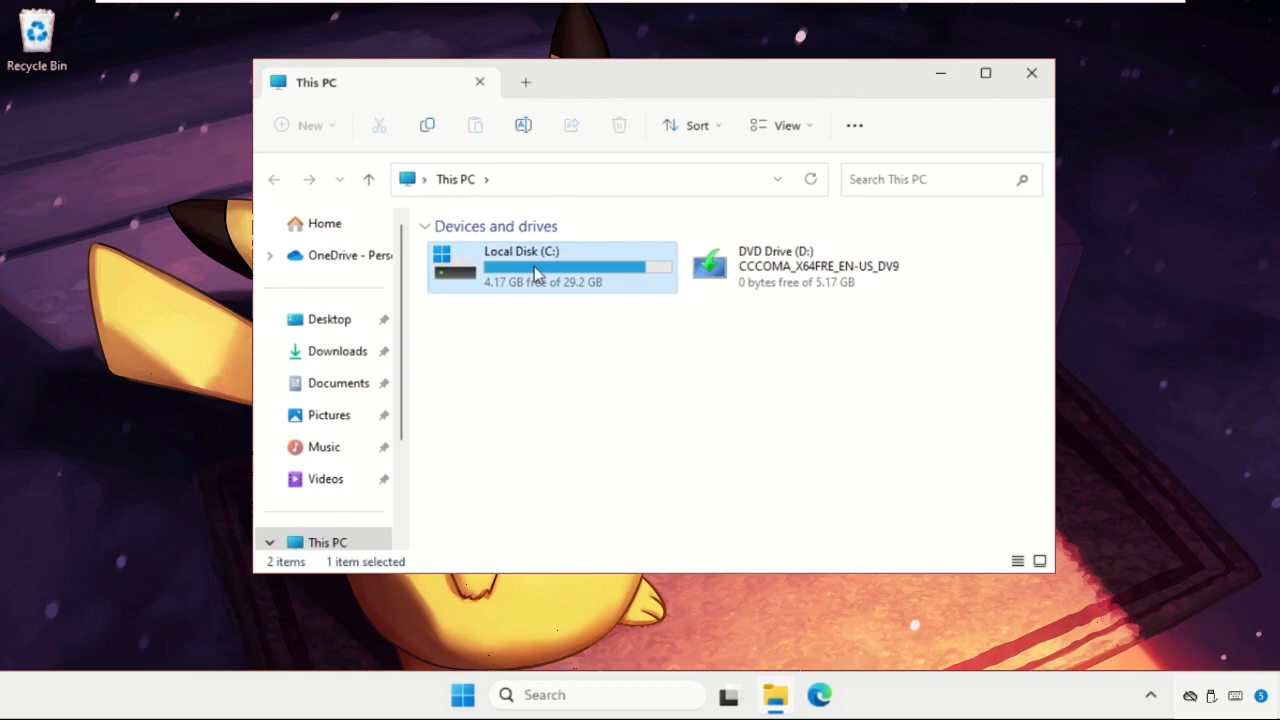 Recycle Bin
This PC
New
Sort
View
This PC
Search This PC
Home
OneDrive - Pers
Desktop
Downloads
Documents
Pictures
Music
Videos
This PC
Devices and drives
Local Disk (C:)
4.17 GB free of 29.2 GB
DVD Drive (D:)
CCCOMA_X64FRE_EN-US_DV9
0 bytes free of 5.17 GB
2 items
1 item selected
Search
5